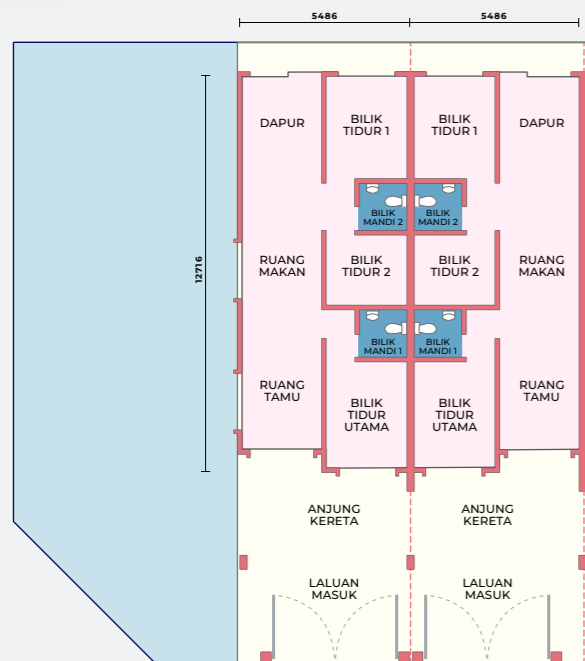 5486 5486
DAPUR
BILIK
TIDUR 1
BILIK
TIDUR 1
DAPUR
BILIK
MANDI 2
BILIK
MANDI 2
12716
RUANG
MAKAN
BILIK
TIDUR 2
BILIK
TIDUR 2
RUANG
MAKAN
BILIK
MANDI 1
BILIK
MANDI 1
RUANG
TAMU
BILIK
TIDUR
UTAMA
BILIK
TIDUR
UTAMA
RUANG
TAMU
ANJUNG
KERETA
ANJUNG
KERETA
LALUAN
MASUK
LALUAN
MASUK